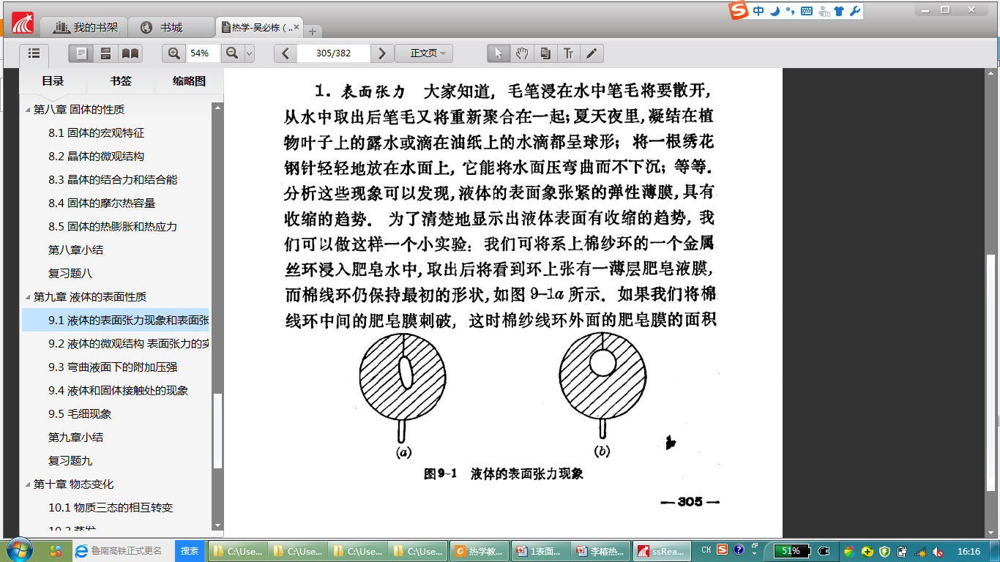 中
我的书架
书城
热学-吴必栋（...
54%
305/382
正文页
目录
书签
缩略图
第八章 固体的性质
8.1 固体的宏观特征
8.2 晶体的微观结构
8.3 晶体的结合力和结合能
8.4 固体的摩尔热容量
8.5 固体的热膨胀和热应力
第八章小结
复习题八
第九章 液体的表面性质
9.1 液体的表面张力现象和表面张
9.2 液体的微观结构 表面张力的实
9.3 弯曲液面下的附加压强
9.4 液体和固体接触处的现象
9.5 毛细现象
第九章小结
复习题九
第十章 物态变化
10.1 物质三态的相互转变
10.2 蒸发
1. 表面张力 大家知道，毛笔浸在水中笔毛将要散开，
从水中取出后笔毛又将重新聚合在一起；夏天夜里，凝结在植
物叶子上的露水或滴在油纸上的水滴都呈球形；将一根绣花
钢针轻轻地放在水面上，它能将水面压弯曲而不下沉；等等．
分析这些现象可以发现，液体的表面象张紧的弹性薄膜，具有
收缩的趋势．为了清楚地显示出液体表面有收缩的趋势，我
们可以做这样一个小实验：我们可将系上棉纱环的一个金属
丝环浸入肥皂水中，取出后将看到环上张有一薄层肥皂液膜，
而棉线环仍保持最初的形状，如图 9-1a 所示．如果我们将棉
线环中间的肥皂膜刺破，这时棉纱线环外面的肥皂膜的面积
(a)
(b)
图9-1 液体的表面张力现象
— 305 —
鲁南高铁正式更名
搜索
C:\Use...
C:\Use...
C:\Use...
C:\Use...
热学教...
1表面...
李椿热...
ssRea...
CH
51%
16:16